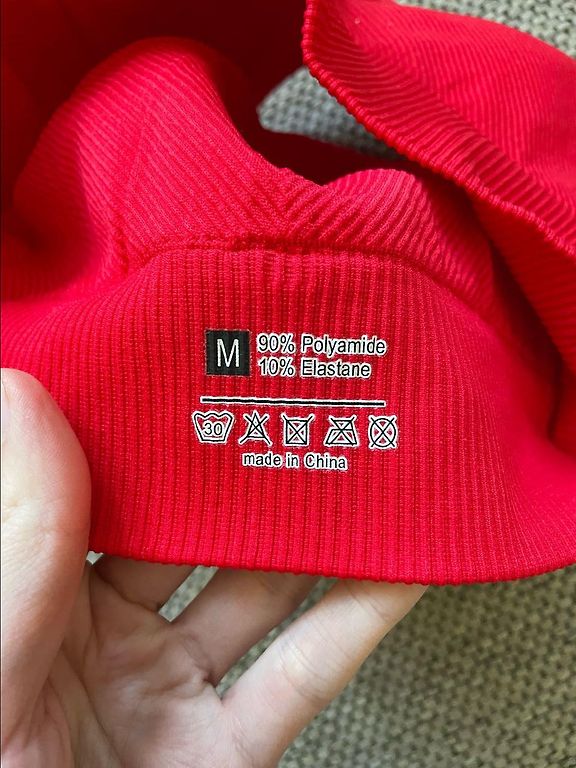 M
90% Polyamide
10% Elastane
30
made in China